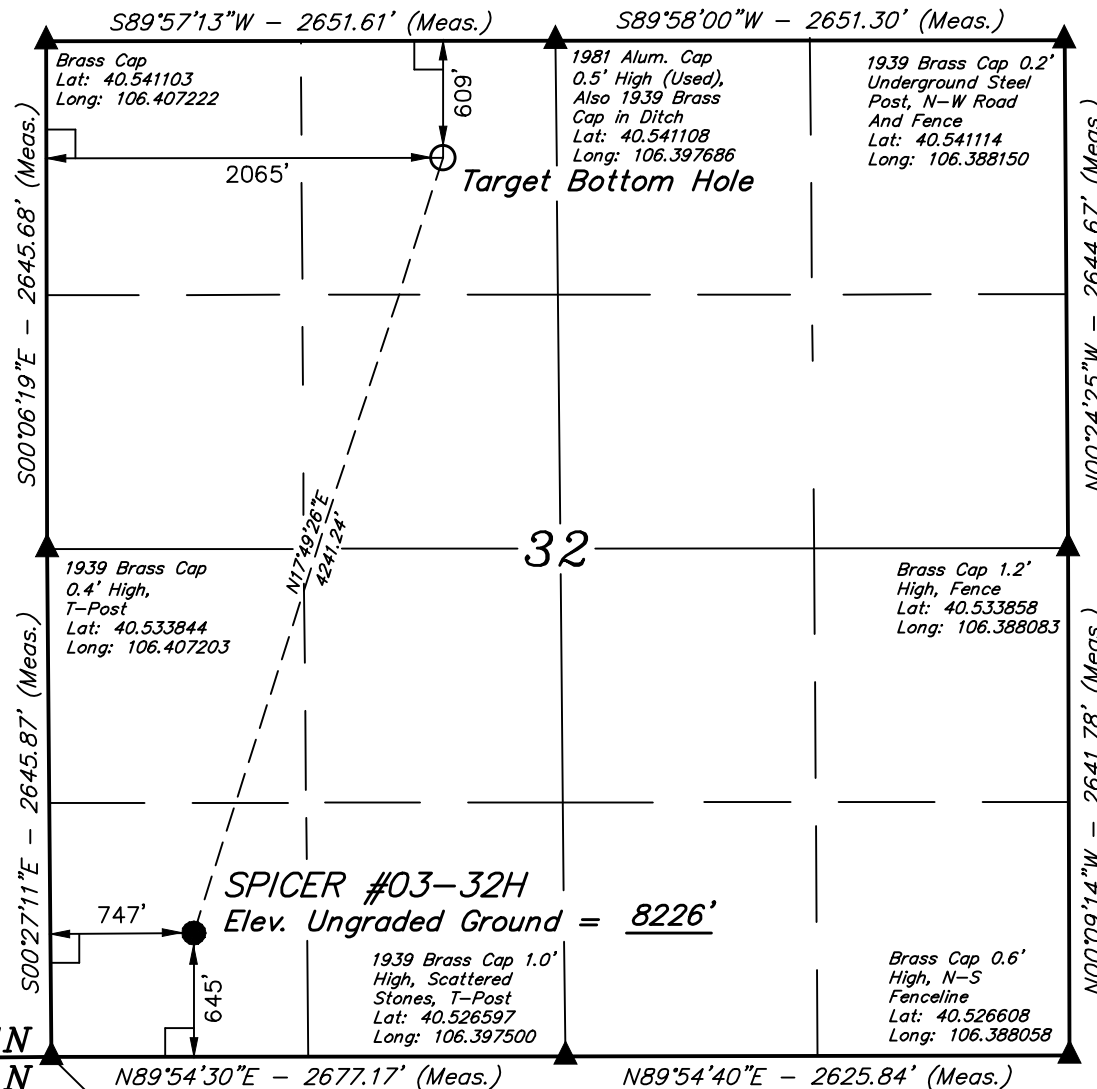 S89°57'13"W - 2651.61' (Meas.)
S89°58'00"W - 2651.30' (Meas.)
Brass Cap
Lat: 40.541103
Long: 106.407222
609'
1981 Alum. Cap
0.5' High (Used),
Also 1939 Brass
Cap in Ditch
Lat: 40.541108
Long: 106.397686
1939 Brass Cap 0.2'
Underground Steel
Post, N-W Road
And Fence
Lat: 40.541114
Long: 106.388150
2065'
Target Bottom Hole
S00°06'19"E - 2645.68' (Meas.)
N00°24'25"W - 2644.67' (Meas.)
N17°49'26"E
4241.24'
32
1939 Brass Cap
0.4' High,
T-Post
Lat: 40.533844
Long: 106.407203
Brass Cap 1.2'
High, Fence
Lat: 40.533858
Long: 106.388083
S00°27'11"E - 2645.87' (Meas.)
N00°09'14"W - 2641.78' (Meas.)
SPICER #03-32H
Elev. Ungraded Ground = 8226'
747'
645'
1939 Brass Cap 1.0'
High, Scattered
Stones, T-Post
Lat: 40.526597
Long: 106.397500
Brass Cap 0.6'
High, N-S
Fenceline
Lat: 40.526608
Long: 106.388058
N
N
N89°54'30"E - 2677.17' (Meas.)
N89°54'40"E - 2625.84' (Meas.)